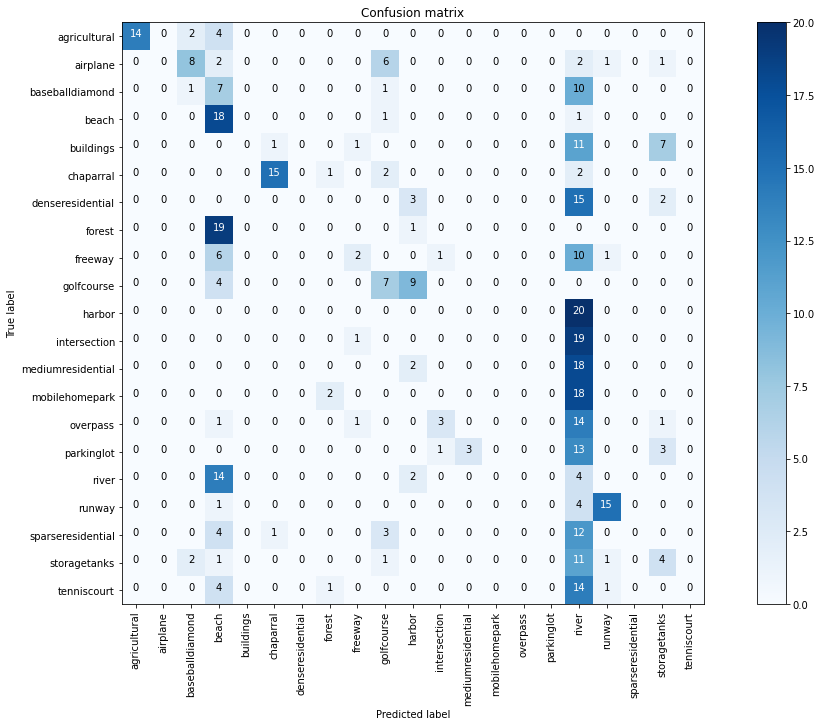 Confusion matrix
True label
agricultural 14 0 2 4 0 0 0 0 0 0 0 0 0 0 0 0 0 0 0 0 0
airplane 0 0 8 2 0 0 0 0 0 6 0 0 0 0 0 0 2 1 0 1 0
baseballdiamond 0 0 1 7 0 0 0 0 0 1 0 0 0 0 0 0 10 0 0 0 0
beach 0 0 0 18 0 0 0 0 0 1 0 0 0 0 0 0 1 0 0 0 0
buildings 0 0 0 0 0 1 0 0 1 0 0 0 0 0 0 0 11 0 0 7 0
chaparral 0 0 0 0 0 15 0 1 0 2 0 0 0 0 0 0 2 0 0 0 0
denseresidential 0 0 0 0 0 0 0 0 0 0 3 0 0 0 0 0 15 0 0 2 0
forest 0 0 0 19 0 0 0 0 0 0 1 0 0 0 0 0 0 0 0 0 0
freeway 0 0 0 6 0 0 0 0 2 0 0 1 0 0 0 0 10 1 0 0 0
golfcourse 0 0 0 4 0 0 0 0 0 7 9 0 0 0 0 0 0 0 0 0 0
harbor 0 0 0 0 0 0 0 0 0 0 0 0 0 0 0 0 20 0 0 0 0
intersection 0 0 0 0 0 0 0 0 1 0 0 0 0 0 0 0 19 0 0 0 0
mediumresidential 0 0 0 0 0 0 0 0 0 0 2 0 0 0 0 0 18 0 0 0 0
mobilehomepark 0 0 0 0 0 0 0 2 0 0 0 0 0 0 0 0 18 0 0 0 0
overpass 0 0 0 1 0 0 0 0 1 0 0 3 0 0 0 0 14 0 0 1 0
parkinglot 0 0 0 0 0 0 0 0 0 0 0 1 3 0 0 0 13 0 0 3 0
river 0 0 0 14 0 0 0 0 0 0 2 0 0 0 0 0 4 0 0 0 0
runway 0 0 0 1 0 0 0 0 0 0 0 0 0 0 0 0 4 15 0 0 0
sparseresidential 0 0 0 4 0 1 0 0 0 3 0 0 0 0 0 0 12 0 0 0 0
storagetanks 0 0 2 1 0 0 0 0 0 1 0 0 0 0 0 0 11 1 0 4 0
tenniscourt 0 0 0 4 0 0 0 1 0 0 0 0 0 0 0 0 14 1 0 0 0
agricultural
airplane
baseballdiamond
beach
buildings
chaparral
denseresidential
forest
freeway
golfcourse
harbor
intersection
mediumresidential
mobilehomepark
overpass
parkinglot
river
runway
sparseresidential
storagetanks
tenniscourt
Predicted label
20.0
17.5
15.0
12.5
10.0
7.5
5.0
2.5
0.0